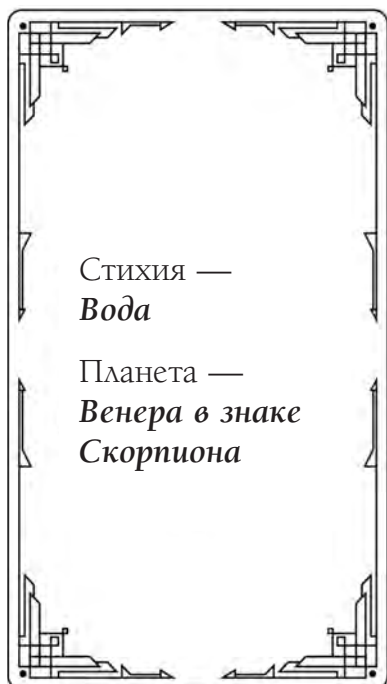 Стихия —
Вода
Планета —
Венера в знаке
Скорпиона